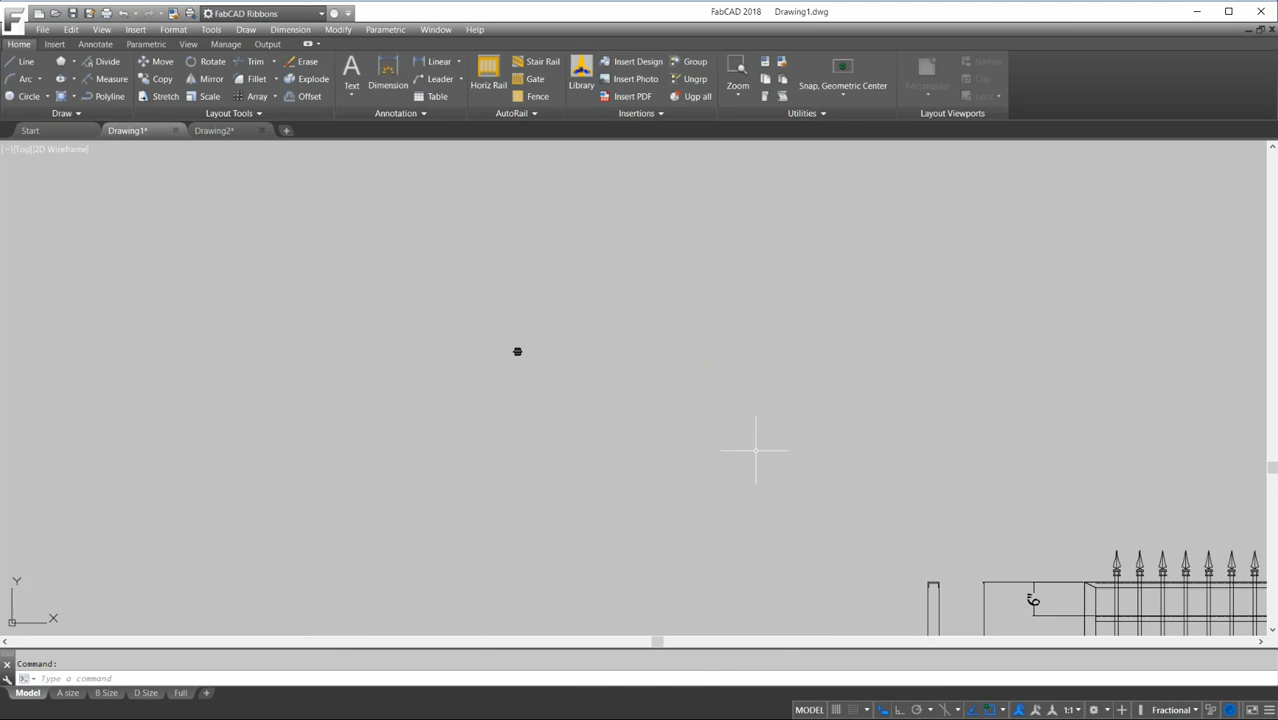 FabCAD Ribbons
FabCAD 2018 Drawing1.dwg
File Edit View Insert Format Tools Draw Dimension Modify Parametric Window Help
Home Insert Annotate Parametric View Manage Output
Line Divide Move Rotate Trim Erase Linear Stair Rail Insert Design Group Names
Arc Measure Copy Mirror Fillet Explode Text Dimension Leader Horiz Rail Gate Library Insert Photo Ungrp Zoom Snap, Geometric Center Rectangular Clip
Circle Polyline Stretch Scale Array Offset Table Fence Insert PDF Ugp all Lock
Draw Layout Tools Annotation AutoRail Insertions Utilities Layout Viewports
Start Drawing1* Drawing2*
[−][Top][2D Wireframe]
6"
Y
X
Command:
Type a command
Model A size B Size D Size Full
MODEL 1:1 Fractional